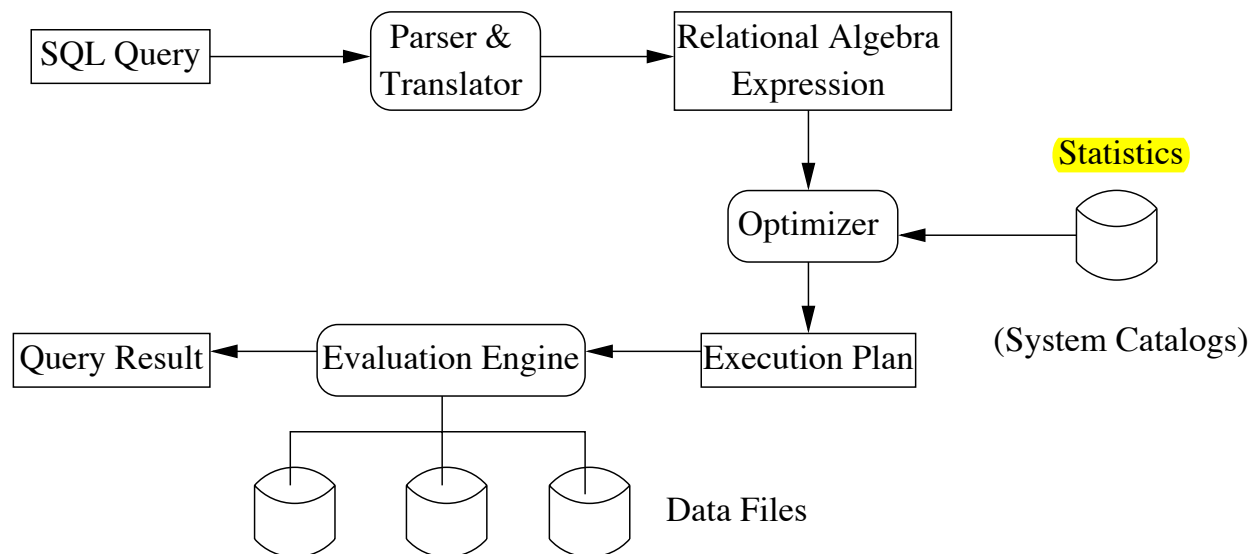 SQL Query
Parser &
Translator
Relational Algebra
Expression
Statistics
Optimizer
(System Catalogs)
Query Result
Evaluation Engine
Execution Plan
Data Files